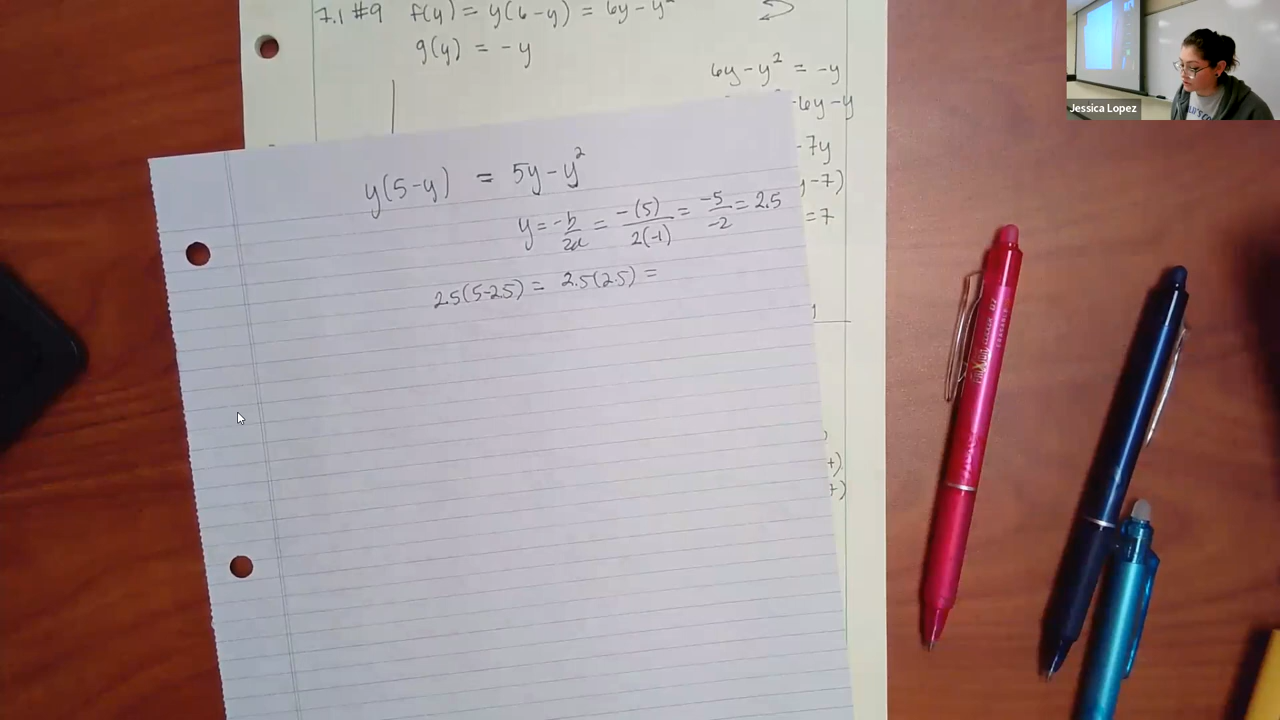 7.1 #9 f(y) = y(6-y) = 6y - y²
g(y) = -y
6y - y² = -y
-6y - y
-7y
y - 7)
= 7
y(5-y) = 5y - y²
y = -b/2a = -(5)/2(-1) = -5/-2 = 2.5
2.5(5-2.5) = 2.5(2.5) =
+)
+)
Jessica Lopez